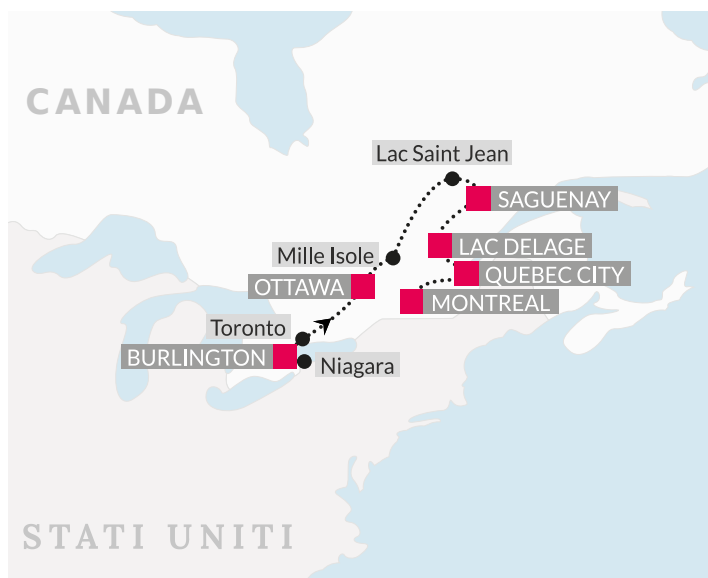 CANADA
Lac Saint Jean
SAGUENAY
LAC DELAGE
Mille Isole
QUEBEC CITY
OTTAWA
MONTREAL
Toronto
BURLINGTON
Niagara
STATI UNITI